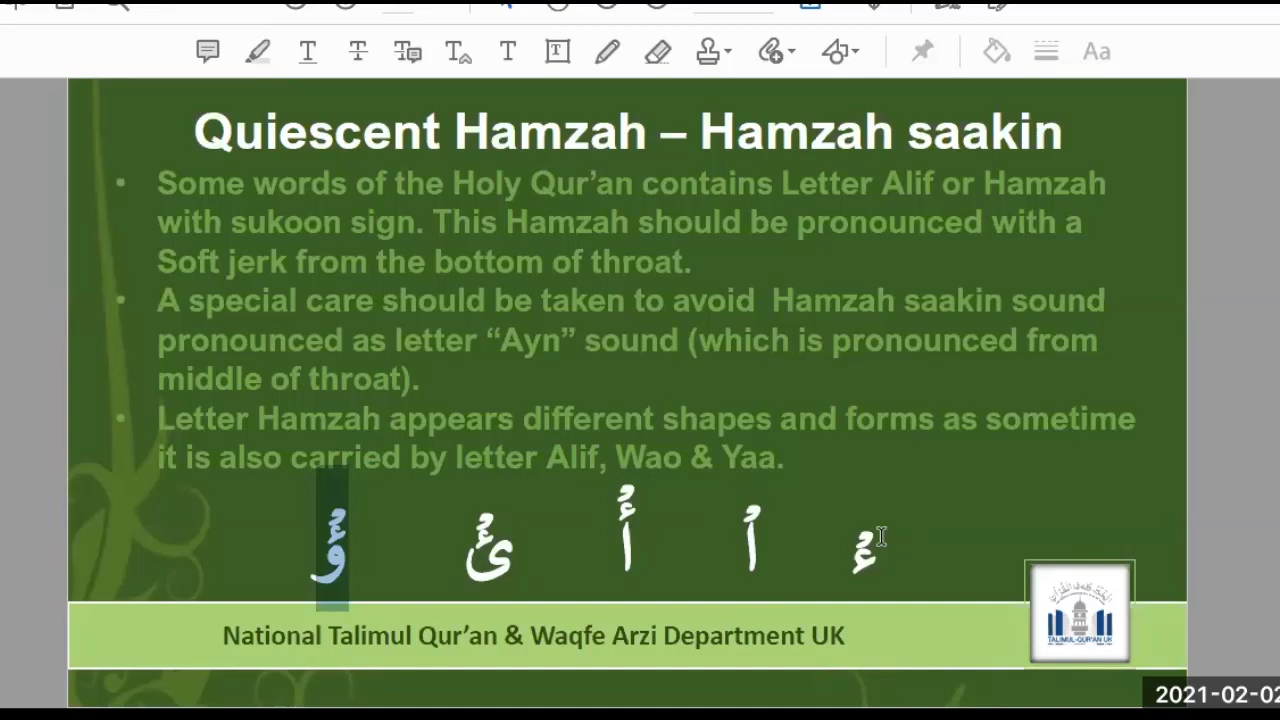 Quiescent Hamzah – Hamzah saakin
• Some words of the Holy Qur’an contains Letter Alif or Hamzah
with sukoon sign. This Hamzah should be pronounced with a
Soft jerk from the bottom of throat.
• A special care should be taken to avoid Hamzah saakin sound
pronounced as letter “Ayn” sound (which is pronounced from
middle of throat).
• Letter Hamzah appears different shapes and forms as sometime
it is also carried by letter Alif, Wao & Yaa.
ءْ اْ أْ ئْ ؤْ
National Talimul Qur’an & Waqfe Arzi Department UK
TALIMUL-QUR'AN UK
2021-02-02